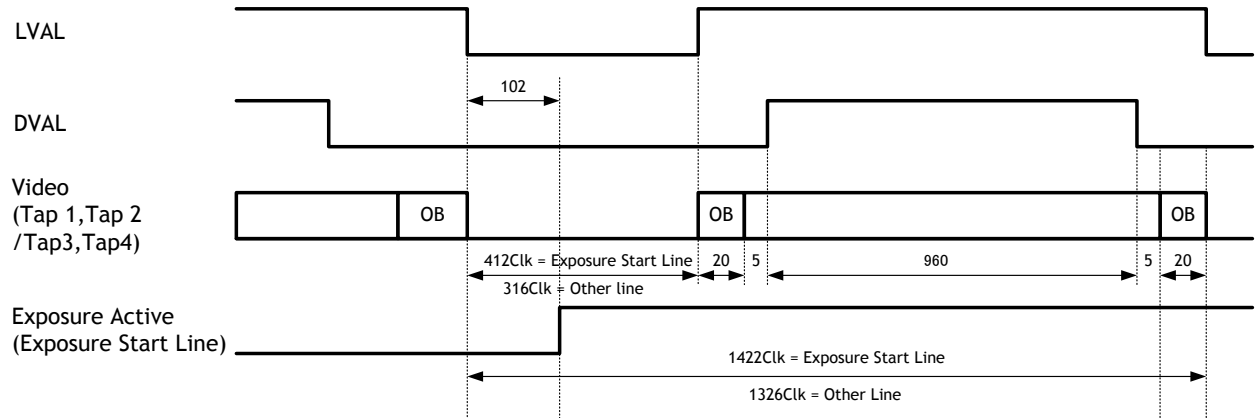 LVAL
102
DVAL
Video
(Tap 1,Tap 2
/Tap3,Tap4)
OB
OB
OB
412Clk = Exposure Start Line
20
5
960
5
20
316Clk = Other line
Exposure Active
(Exposure Start Line)
1422Clk = Exposure Start Line
1326Clk = Other Line